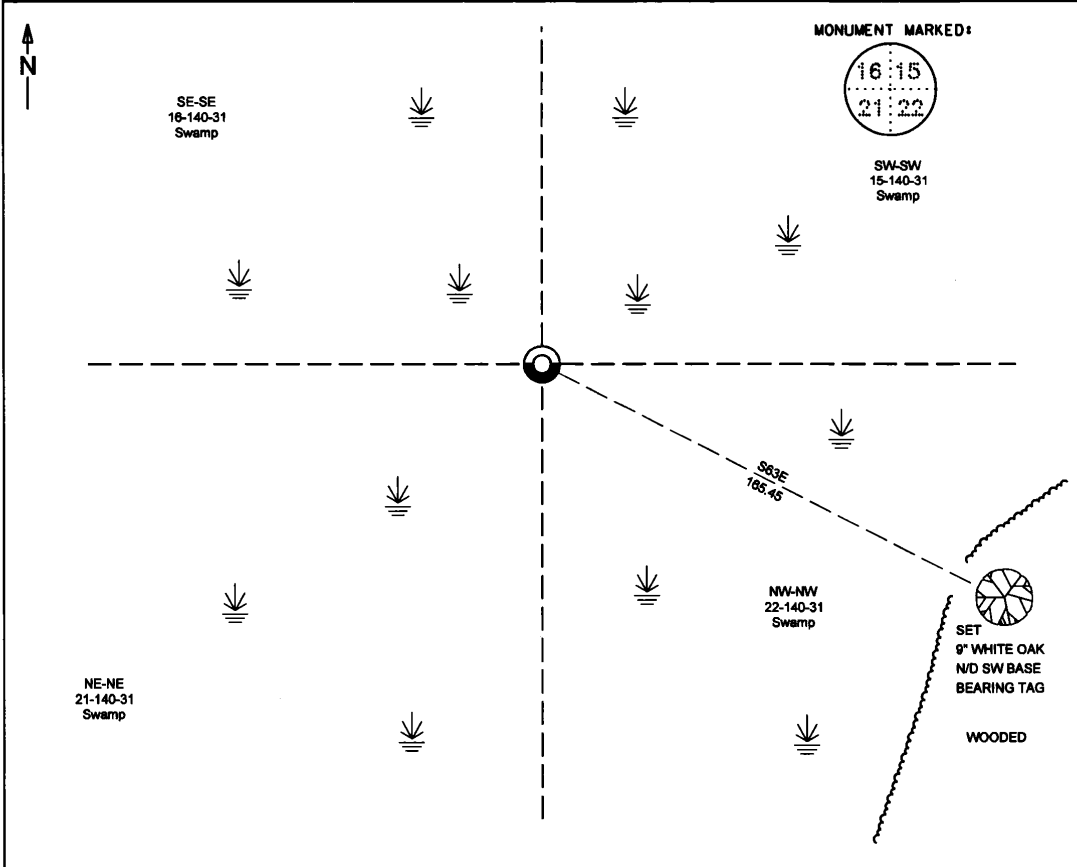 N
MONUMENT MARKED:
16 15
21 22
SE-SE
16-140-31
Swamp
SW-SW
15-140-31
Swamp
S63E
165.45
NW-NW
22-140-31
Swamp
SET
9" WHITE OAK
N/D SW BASE
BEARING TAG
WOODED
NE-NE
21-140-31
Swamp